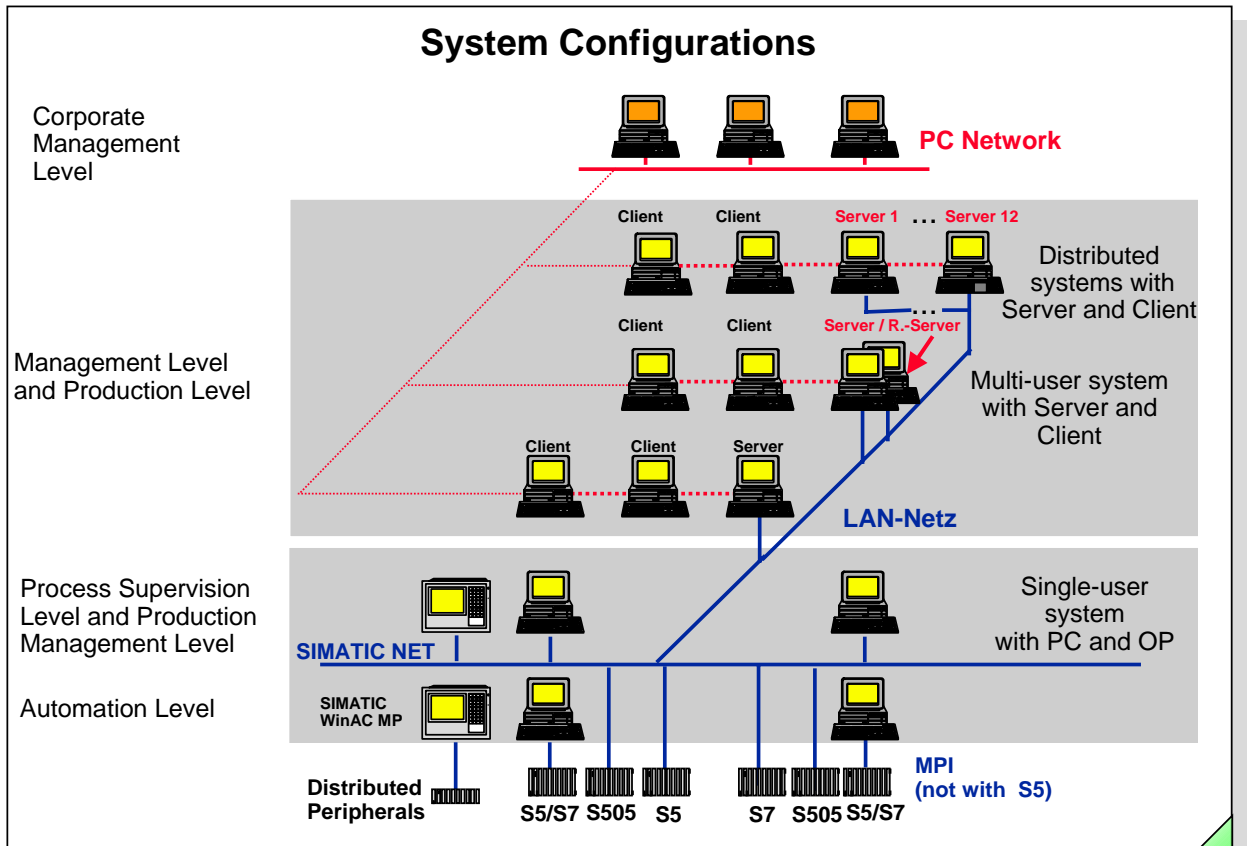 System Configurations
Corporate
Management
Level
PC Network
Client
Client
Server 1
...
Server 12
Distributed
systems with
Server and Client
...
Client
Client
Server / R.-Server
Management Level
and Production Level
Multi-user system
with Server and
Client
Client
Client
Server
LAN-Netz
Process Supervision
Level and Production
Management Level
Single-user
system
with PC and OP
SIMATIC NET
Automation Level
SIMATIC
WinAC MP
Distributed
Peripherals
MPI
(not with S5)
S5/S7
S505
S5
S7
S505
S5/S7